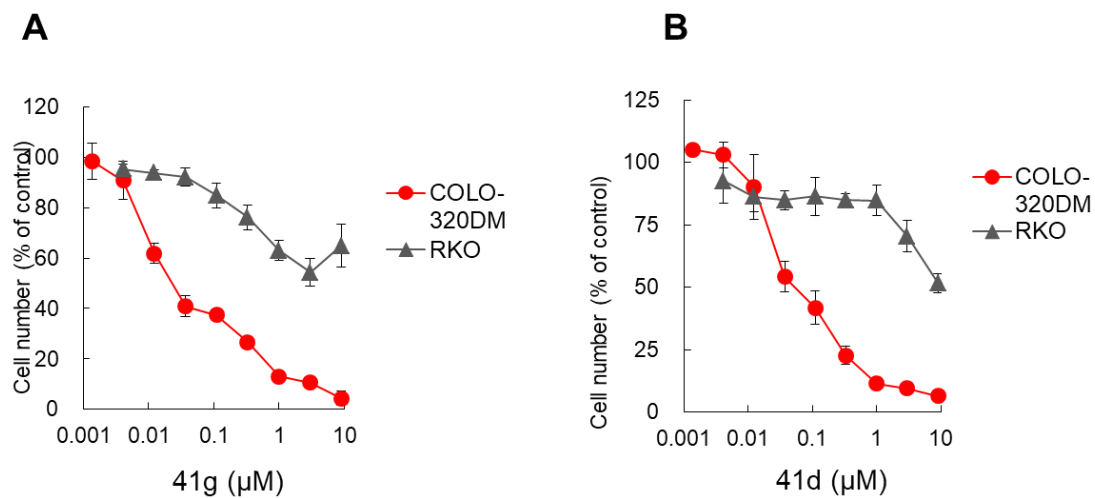 A
Cell number (% of control)
120
100
80
60
40
20
0
0.001 0.01 0.1 1 10
41g (µM)
COLO-
320DM
RKO
B
Cell number (% of control)
125
100
75
50
25
0
0.001 0.01 0.1 1 10
41d (µM)
COLO-
320DM
RKO